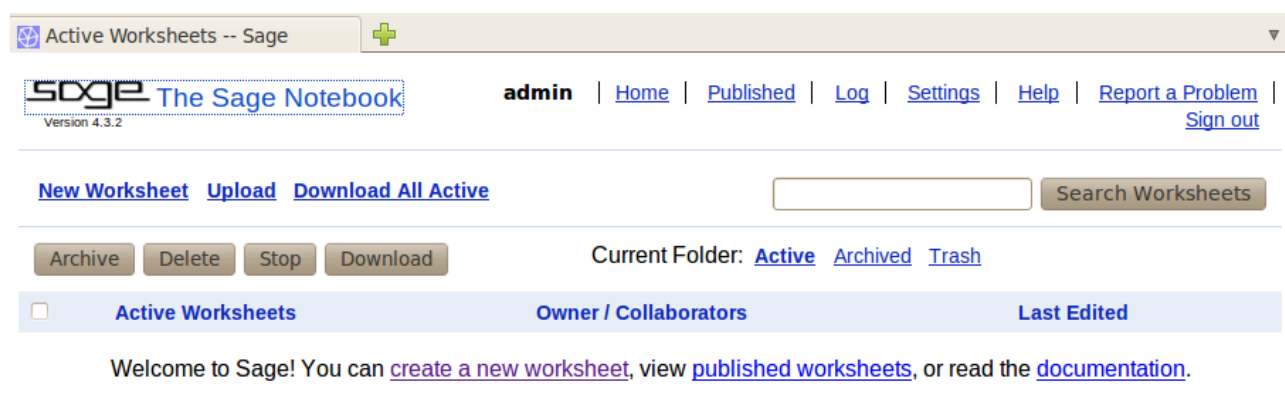 Active Worksheets -- Sage
sage The Sage Notebook
admin | Home | Published | Log | Settings | Help | Report a Problem |
Version 4.3.2
Sign out
New Worksheet Upload Download All Active
Search Worksheets
Archive Delete Stop Download Current Folder: Active Archived Trash
Active Worksheets Owner / Collaborators Last Edited
Welcome to Sage! You can create a new worksheet, view published worksheets, or read the documentation.